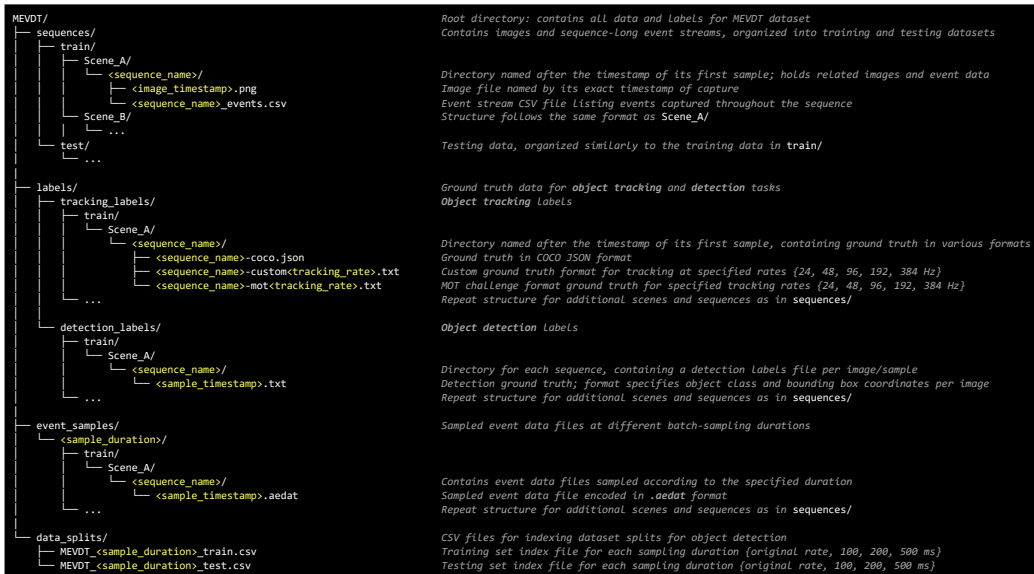 MEVDT/ Root directory: contains all data and labels for MEVDT dataset
├── sequences/ Contains images and sequence-long event streams, organized into training and testing datasets
│ ├── train/
│ │ ├── Scene_A/
│ │ │ └── <sequence_name>/ Directory named after the timestamp of its first sample; holds related images and event data
│ │ │ ├── <image_timestamp>.png Image file named by its exact timestamp of capture
│ │ │ └── <sequence_name>_events.csv Event stream CSV file listing events captured throughout the sequence
│ │ └── Scene_B/ Structure follows the same format as Scene_A/
│ │ │ └── ...
│ └── test/ Testing data, organized similarly to the training data in train/
│ └── ...
│
├── labels/ Ground truth data for object tracking and detection tasks
│ ├── tracking_labels/ Object tracking labels
│ │ ├── train/
│ │ │ └── Scene_A/
│ │ │ └── <sequence_name>/ Directory named after the timestamp of its first sample, containing ground truth in various formats
│ │ │ ├── <sequence_name>-coco.json Ground truth in COCO JSON format
│ │ │ ├── <sequence_name>-custom<tracking_rate>.txt Custom ground truth format for tracking at specified rates {24, 48, 96, 192, 384 Hz}
│ │ │ └── <sequence_name>-mot<tracking_rate>.txt MOT challenge format ground truth for specified tracking rates {24, 48, 96, 192, 384 Hz}
│ │ └── ... Repeat structure for additional scenes and sequences as in sequences/
│ │
│ └── detection_labels/ Object detection labels
│ ├── train/
│ │ └── Scene_A/
│ │ └── <sequence_name>/ Directory for each sequence, containing a detection labels file per image/sample
│ │ └── <sample_timestamp>.txt Detection ground truth; format specifies object class and bounding box coordinates per image
│ └── ... Repeat structure for additional scenes and sequences as in sequences/
│
├── event_samples/ Sampled event data files at different batch-sampling durations
│ └── <sample_duration>/
│ ├── train/
│ │ └── Scene_A/
│ │ └── <sequence_name>/ Contains event data files sampled according to the specified duration
│ │ └── <sample_timestamp>.aedat Sampled event data file encoded in .aedat format
│ └── ... Repeat structure for additional scenes and sequences as in sequences/
│
└── data_splits/ CSV files for indexing dataset splits for object detection
├── MEVDT_<sample_duration>_train.csv Training set index file for each sampling duration {original rate, 100, 200, 500 ms}
└── MEVDT_<sample_duration>_test.csv Testing set index file for each sampling duration {original rate, 100, 200, 500 ms}